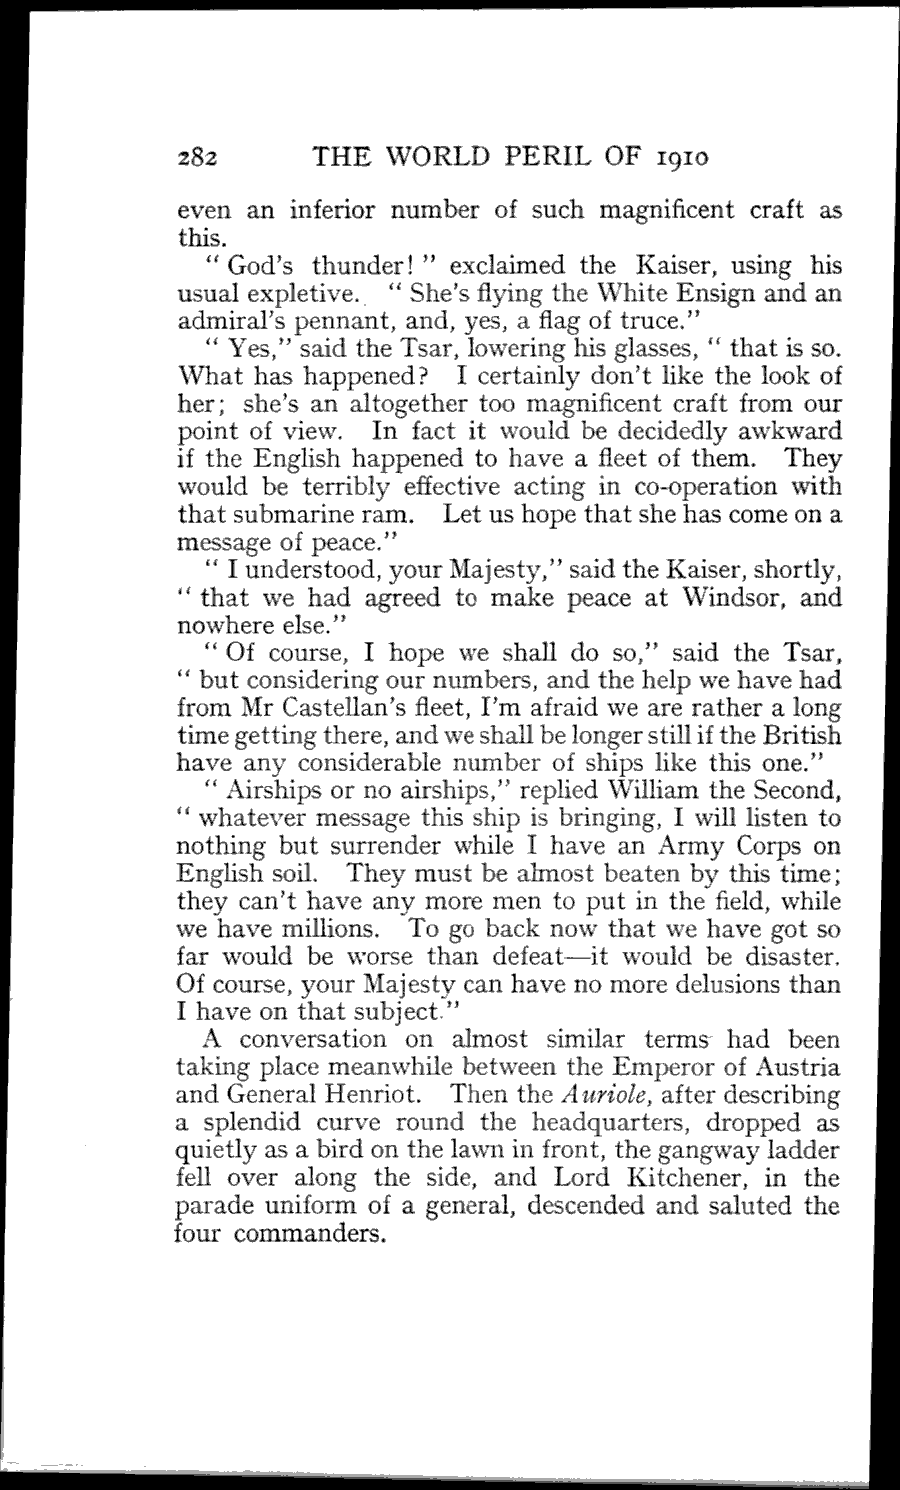 282 THE WORLD PERIL OF 1910
even an inferior number of such magnificent craft as
this.
“ God's thunder! ” exclaimed the Kaiser, using his
usual expletive. “ She's flying the White Ensign and an
admiral's pennant, and, yes, a flag of truce.”
“ Yes,” said the Tsar, lowering his glasses, “ that is so.
What has happened? I certainly don't like the look of
her; she's an altogether too magnificent craft from our
point of view. In fact it would be decidedly awkward
if the English happened to have a fleet of them. They
would be terribly effective acting in co-operation with
that submarine ram. Let us hope that she has come on a
message of peace.”
“ I understood, your Majesty,” said the Kaiser, shortly,
“ that we had agreed to make peace at Windsor, and
nowhere else.”
“ Of course, I hope we shall do so,” said the Tsar,
“ but considering our numbers, and the help we have had
from Mr Castellan's fleet, I'm afraid we are rather a long
time getting there, and we shall be longer still if the British
have any considerable number of ships like this one.”
“ Airships or no airships,” replied William the Second,
“ whatever message this ship is bringing, I will listen to
nothing but surrender while I have an Army Corps on
English soil. They must be almost beaten by this time;
they can't have any more men to put in the field, while
we have millions. To go back now that we have got so
far would be worse than defeat—it would be disaster.
Of course, your Majesty can have no more delusions than
I have on that subject.”
A conversation on almost similar terms had been
taking place meanwhile between the Emperor of Austria
and General Henriot. Then the Auriole, after describing
a splendid curve round the headquarters, dropped as
quietly as a bird on the lawn in front, the gangway ladder
fell over along the side, and Lord Kitchener, in the
parade uniform of a general, descended and saluted the
four commanders.